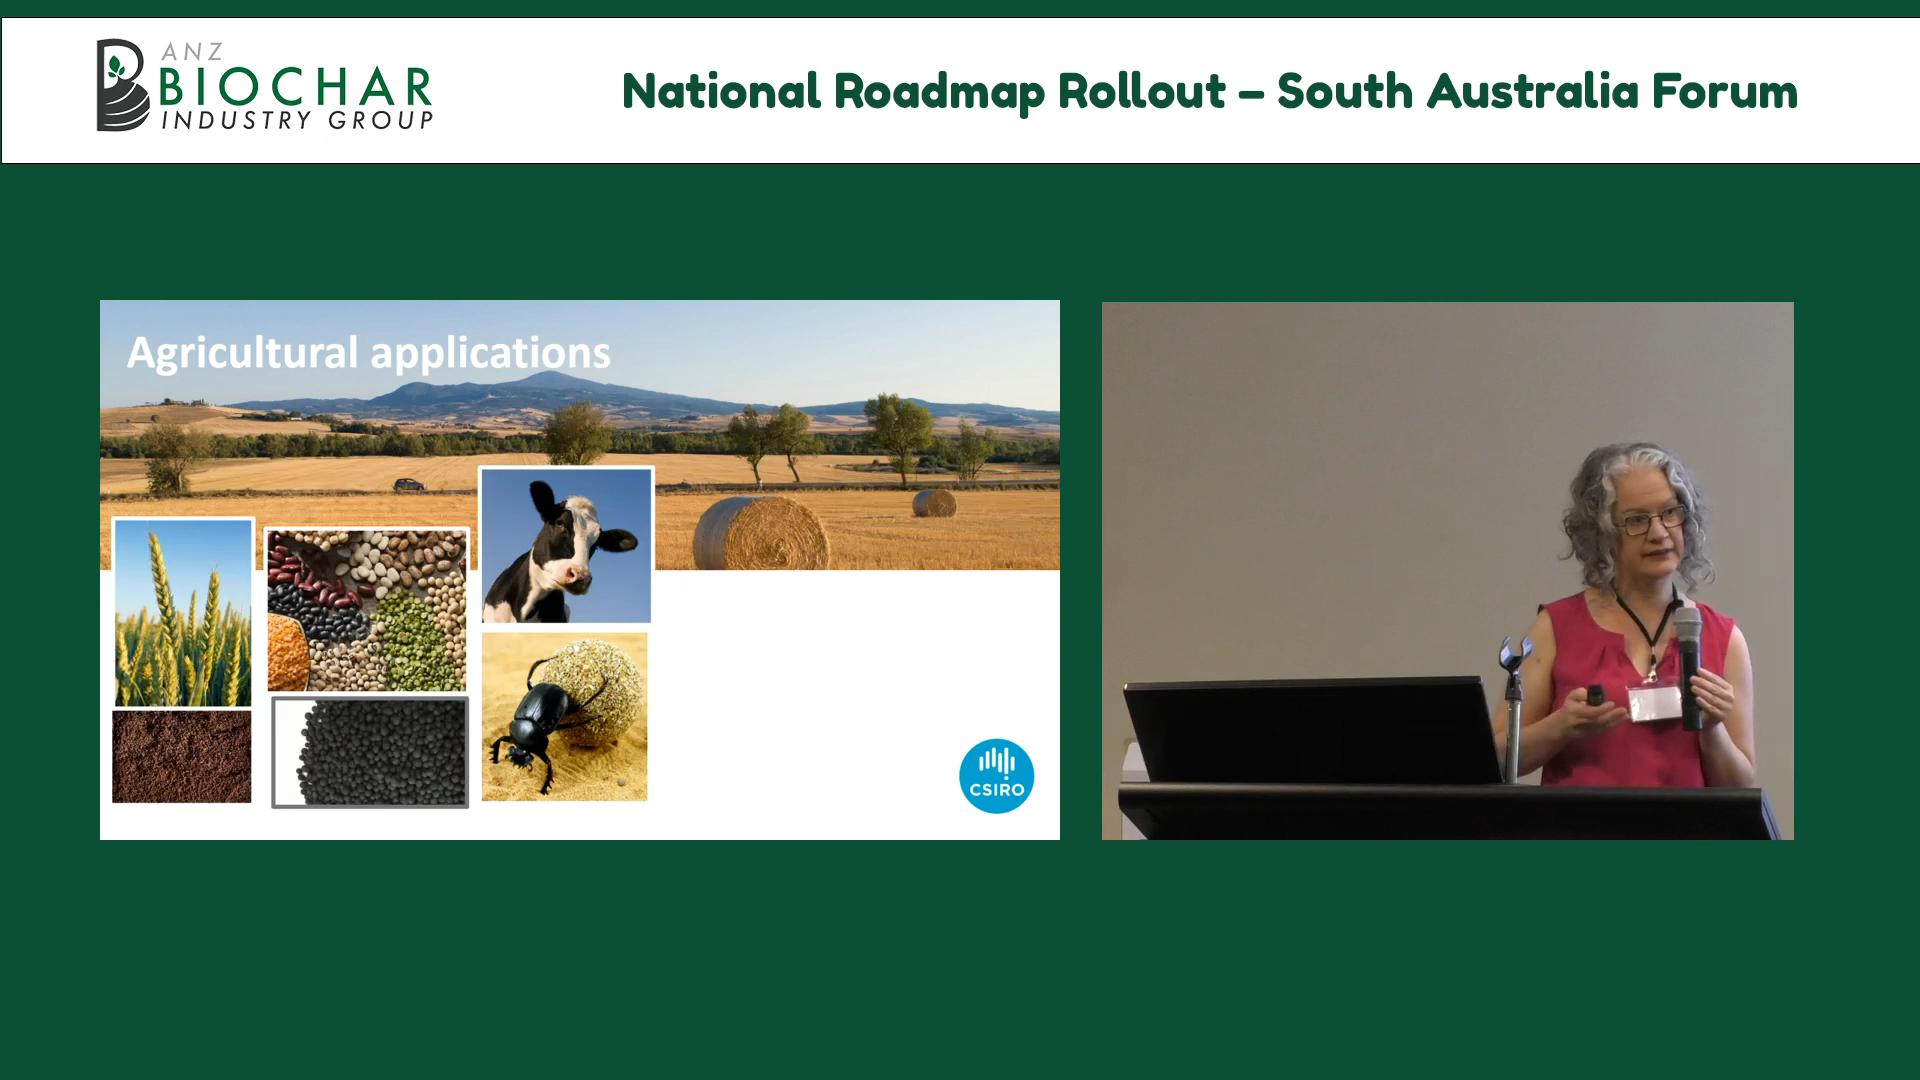 ANZ
BIOCHAR
INDUSTRY GROUP
National Roadmap Rollout – South Australia Forum
Agricultural applications
CSIRO